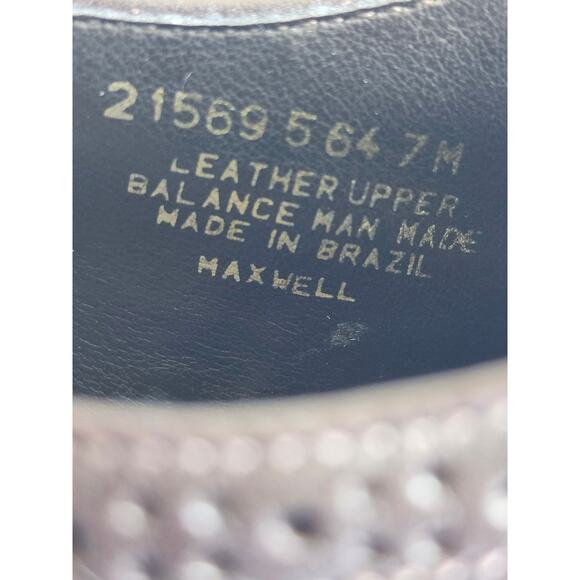 21569 5 64 7M
LEATHER UPPER
BALANCE MAN MADE
MADE IN BRAZIL
MAXWELL